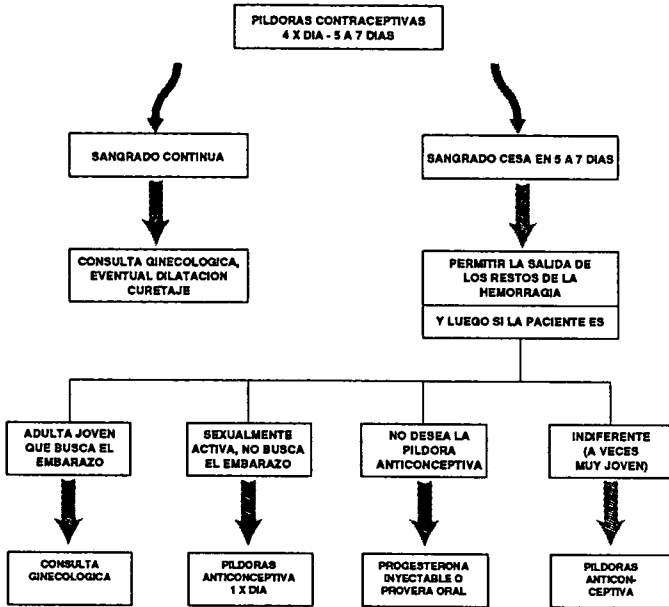 PILDORAS CONTRACEPTIVAS
4 X DIA - 5 A 7 DIAS
SANGRADO CONTINUA
SANGRADO CESA EN 5 A 7 DIAS
CONSULTA GINECOLOGICA,
EVENTUAL DILATACION
CURETAJE
PERMITIR LA SALIDA DE
LOS RESTOS DE LA
HEMORRAGIA
Y LUEGO SI LA PACIENTE ES
ADULTA JOVEN
QUE BUSCA EL
EMBARAZO
SEXUALMENTE
ACTIVA, NO BUSCA
EL EMBARAZO
NO DESEA LA
PILDORA
ANTICONCEPTIVA
INDIFERENTE
(A VECES
MUY JOVEN)
CONSULTA
GINECOLOGICA
PILDORAS
ANTICONCEPTIVA
1 X DIA
PROGESTERONA
INYECTABLE O
PROVERA ORAL
PILDORAS
ANTICON-
CEPTIVA